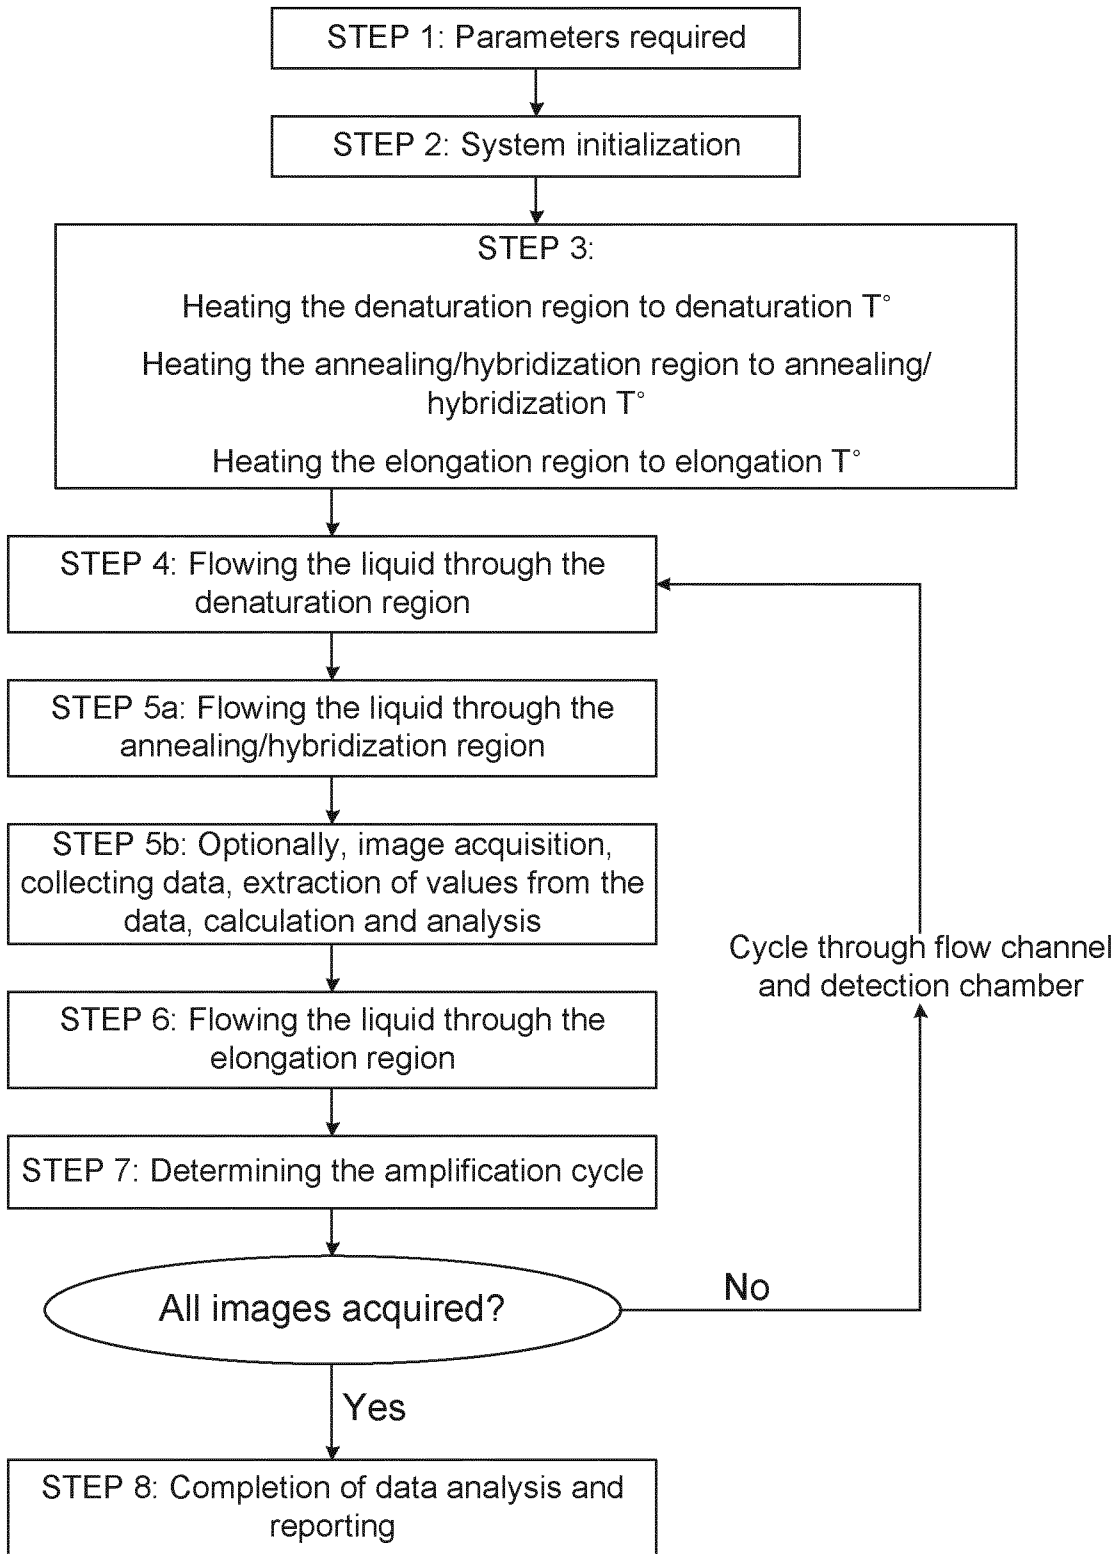 STEP 1: Parameters required
STEP 2: System initialization
STEP 3:
Heating the denaturation region to denaturation T°
Heating the annealing/hybridization region to annealing/
hybridization T°
Heating the elongation region to elongation T°
STEP 4: Flowing the liquid through the
denaturation region
STEP 5a: Flowing the liquid through the
annealing/hybridization region
STEP 5b: Optionally, image acquisition,
collecting data, extraction of values from the
data, calculation and analysis
Cycle through flow channel
and detection chamber
STEP 6: Flowing the liquid through the
elongation region
STEP 7: Determining the amplification cycle
All images acquired?
No
Yes
STEP 8: Completion of data analysis and
reporting